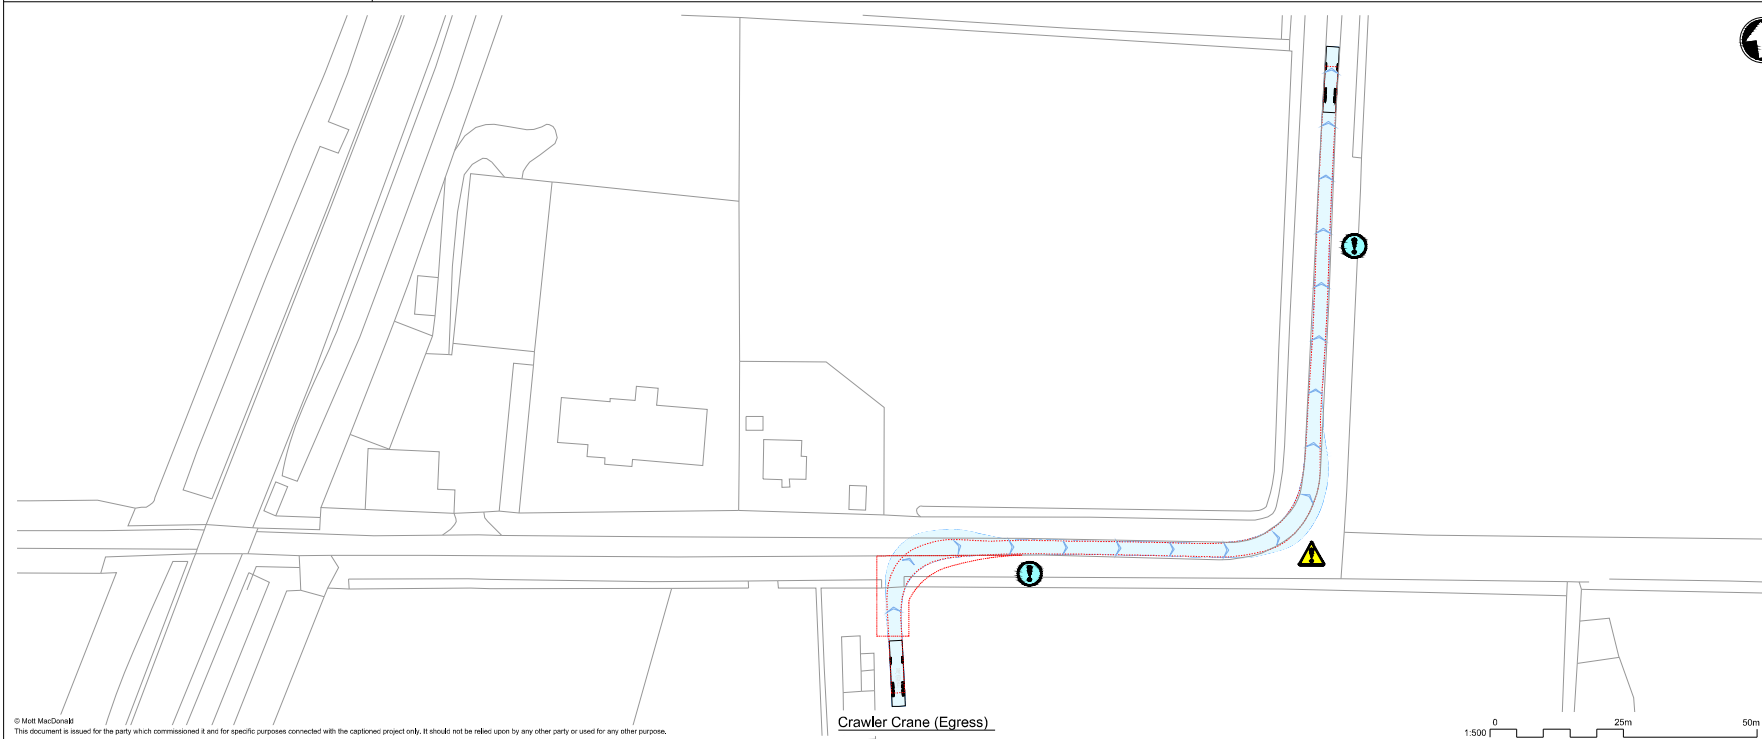 © Mott MacDonald
This document is issued for the party which commissioned it and for specific purposes connected with the captioned project only. It should not be relied upon by any other party or used for any other purpose.
Crawler Crane (Egress)
0 25m 50m
1:500